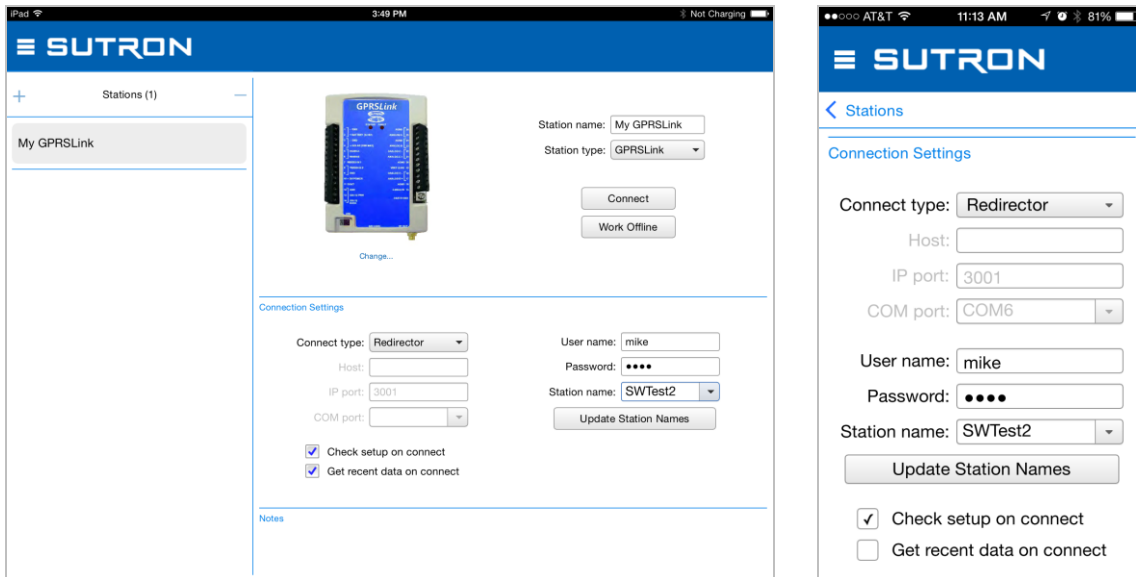 iPad 3:49 PM Not Charging
SUTRON
+ Stations (1) −
My GPRSLink
GPRSLink
Change...
Station name: My GPRSLink
Station type: GPRSLink
Connect
Work Offline
Connection Settings
Connect type: Redirector
Host:
IP port: 3001
COM port:
Check setup on connect
Get recent data on connect
User name: mike
Password: ●●●●
Station name: SWTest2
Update Station Names
Notes
AT&T 11:13 AM 81%
SUTRON
Stations
Connection Settings
Connect type: Redirector
Host:
IP port: 3001
COM port: COM6
User name: mike
Password: ●●●●
Station name: SWTest2
Update Station Names
Check setup on connect
Get recent data on connect